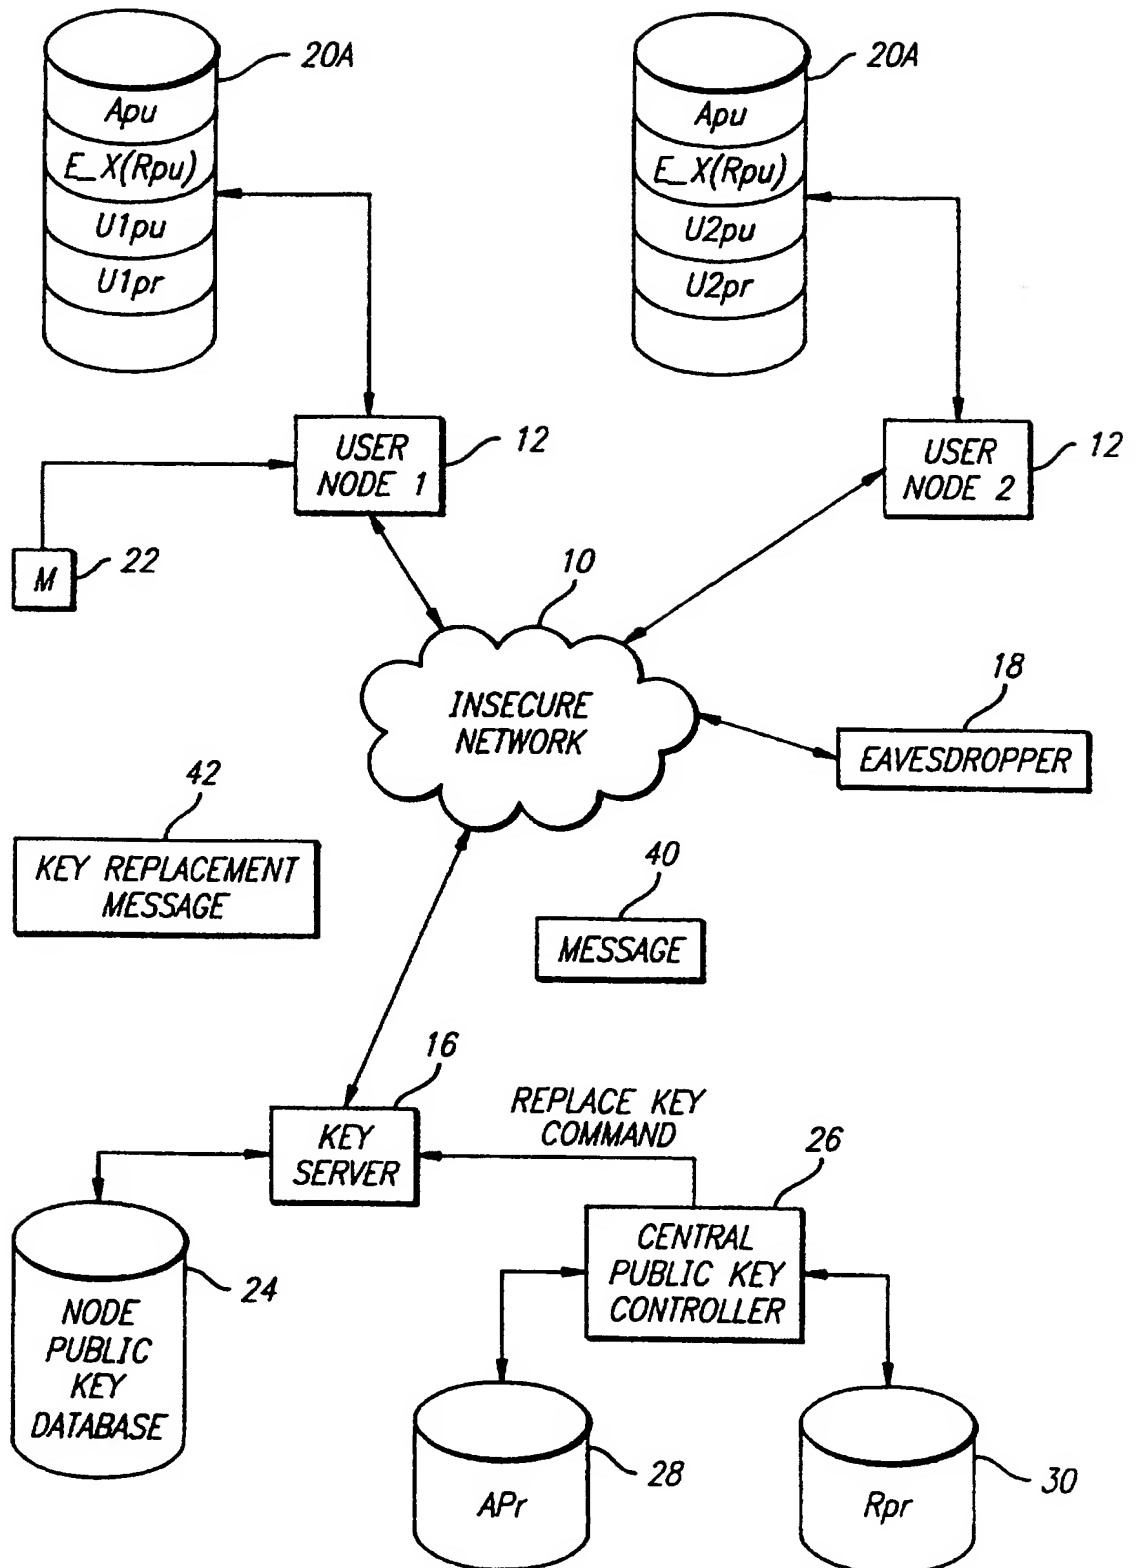 20A
20A
Apu
E_X(Rpu)
U1pu
U1pr
Apu
E_X(Rpu)
U2pu
U2pr
USER
NODE 1
12
USER
NODE 2
12
M
22
10
INSECURE
NETWORK
18
EAVESDROPPER
42
KEY REPLACEMENT
MESSAGE
40
MESSAGE
16
KEY
SERVER
REPLACE KEY
COMMAND
26
CENTRAL
PUBLIC KEY
CONTROLLER
24
NODE
PUBLIC
KEY
DATABASE
APr
28
Rpr
30